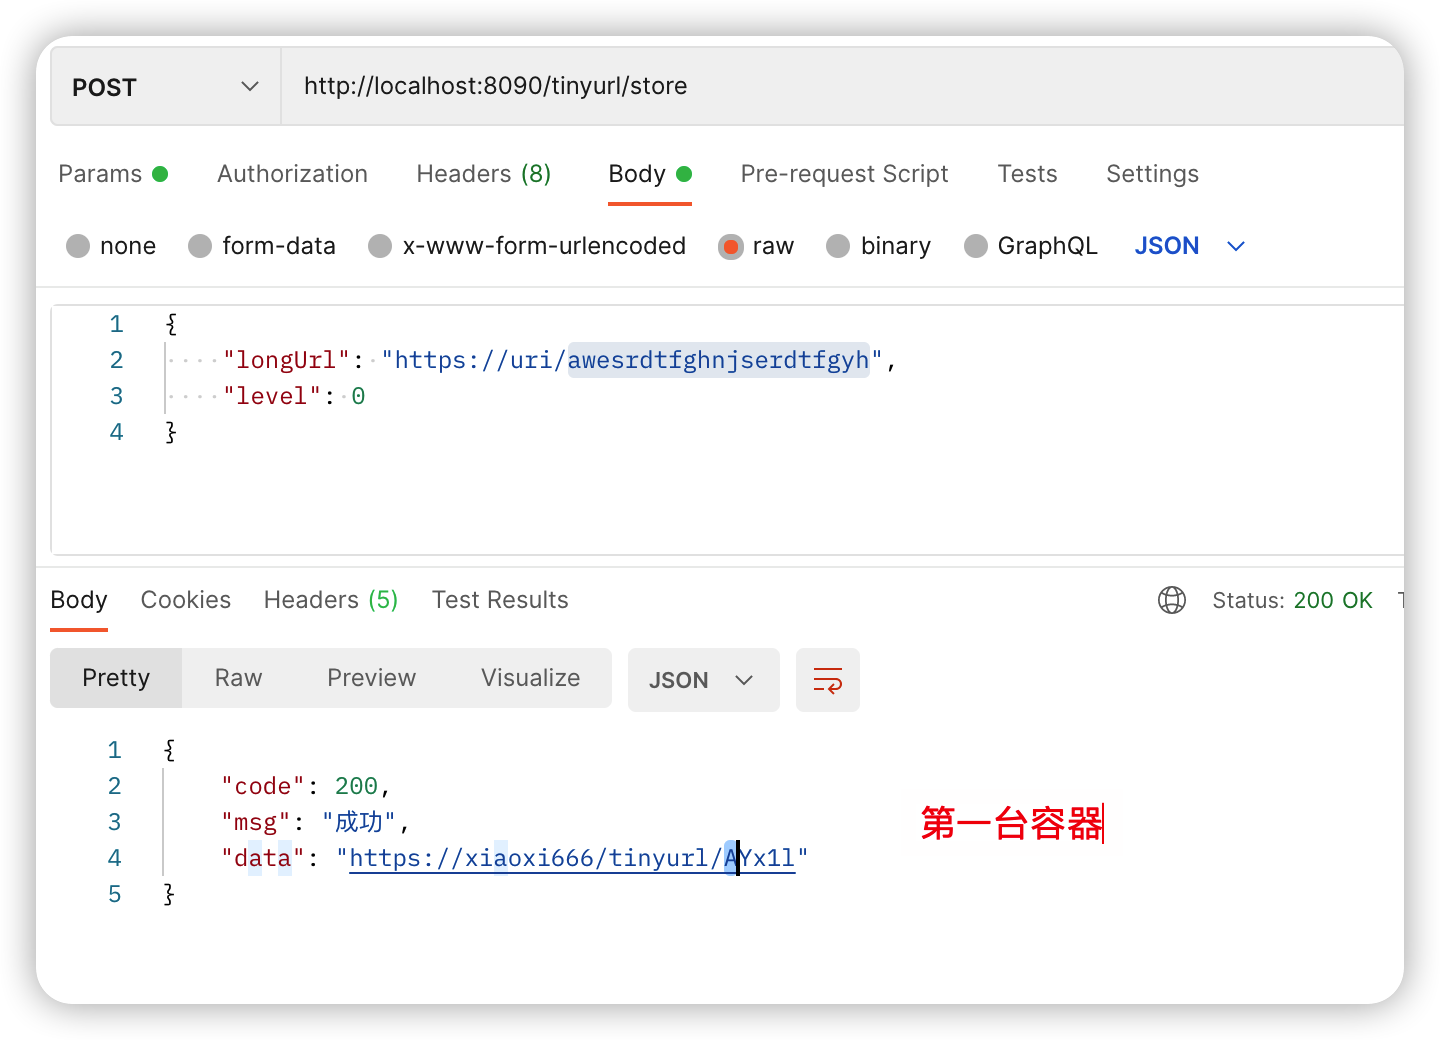 POST http://localhost:8090/tinyurl/store
Params Authorization Headers (8) Body Pre-request Script Tests Settings
none form-data x-www-form-urlencoded raw binary GraphQL JSON
1 {
2 "longUrl": "https://uri/awesrdtfghnjserdtfgyh",
3 "level": 0
4 }
Body Cookies Headers (5) Test Results Status: 200 OK
Pretty Raw Preview Visualize JSON
1 {
2 "code": 200,
3 "msg": "成功",
4 "data": "https://xiaoxi666/tinyurl/AYx1l"
5 }
第一台容器